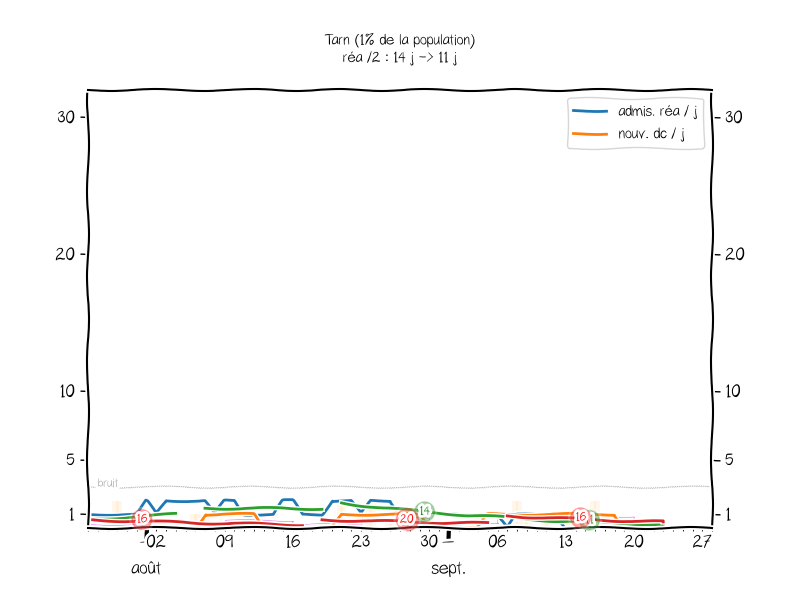 Tarn (1% de la population)
réa /2 : 14 j -> 11 j
admis. réa / j
nouv. dc / j
30 30
20 20
10 10
5 5
bruit
1 1
16 20 14 16
02 09 16 23 30 06 13 20 27
août sept.